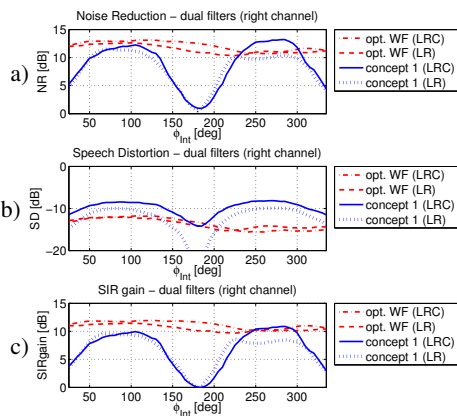 Noise Reduction − dual filters (right channel)
a)
NR [dB]
15
10
5
0
50 100 150 200 250 300
ϕInt [deg]
opt. WF (LRC)
opt. WF (LR)
concept 1 (LRC)
concept 1 (LR)
Speech Distortion − dual filters (right channel)
b)
SD [dB]
0
−10
−20
50 100 150 200 250 300
ϕInt [deg]
opt. WF (LRC)
opt. WF (LR)
concept 1 (LRC)
concept 1 (LR)
SIR gain − dual filters (right channel)
c)
SIRgain [dB]
15
10
5
0
50 100 150 200 250 300
ϕInt [deg]
opt. WF (LRC)
opt. WF (LR)
concept 1 (LRC)
concept 1 (LR)